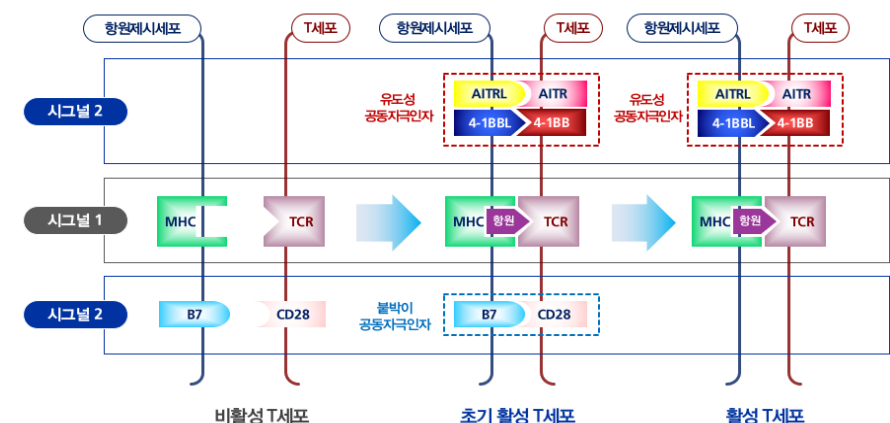 항원제시세포 T세포 항원제시세포 T세포 항원제시세포 T세포
시그널 2
유도성
공동자극인자
AITRL AITR
4-1BBL 4-1BB
유도성
공동자극인자
AITRL AITR
4-1BBL 4-1BB
시그널 1
MHC TCR MHC 항원 TCR MHC 항원 TCR
시그널 2
B7 CD28
붙박이
공동자극인자
B7 CD28
비활성 T세포 초기 활성 T세포 활성 T세포